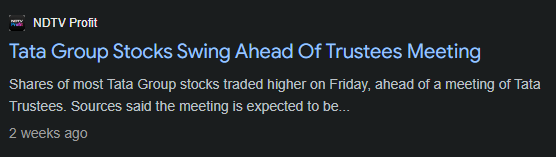 NDTV Profit
Tata Group Stocks Swing Ahead Of Trustees Meeting
Shares of most Tata Group stocks traded higher on Friday, ahead of a meeting of Tata
Trustees. Sources said the meeting is expected to be...
2 weeks ago